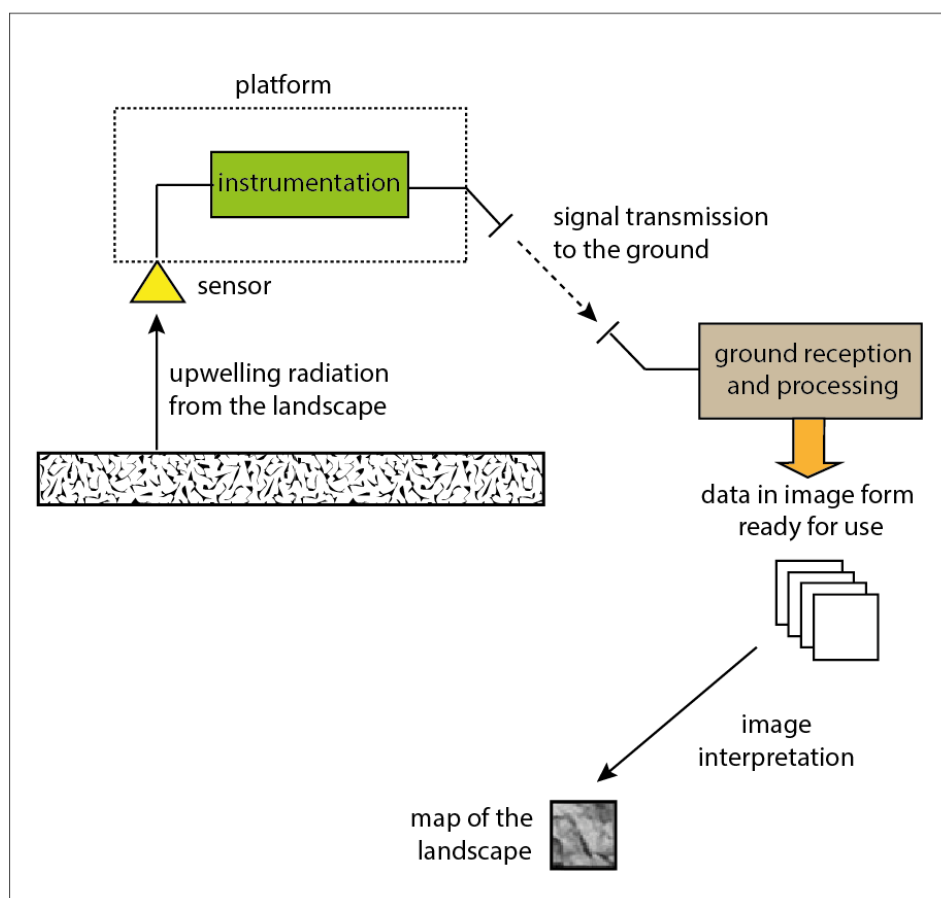 platform
instrumentation
sensor
signal transmission
to the ground
upwelling radiation
from the landscape
ground reception
and processing
data in image form
ready for use
image
interpretation
map of the
landscape